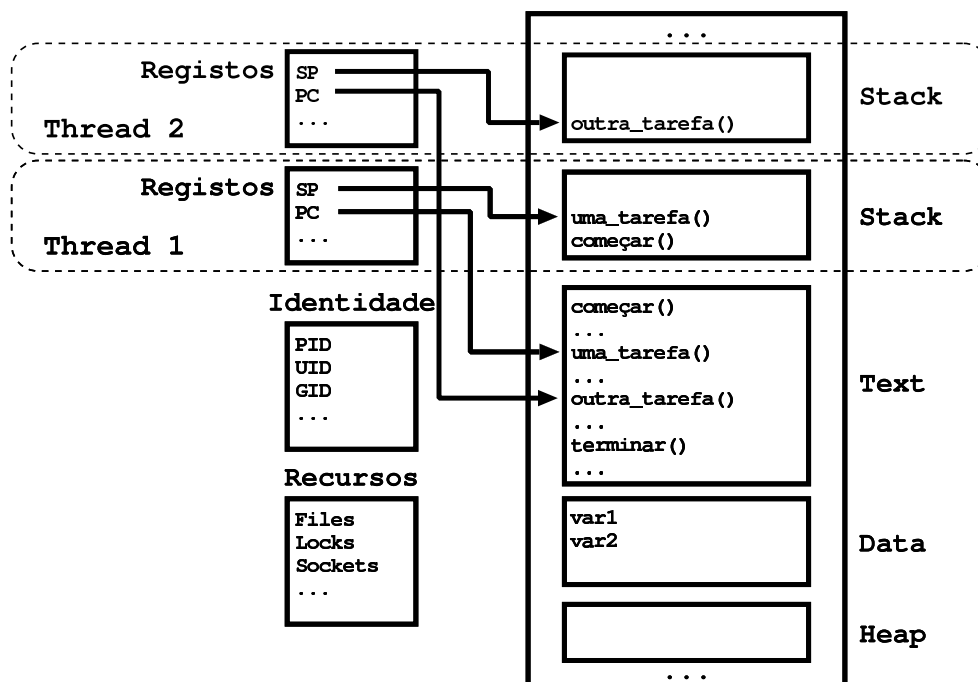 ...
Registos
SP
PC
...
Thread 2
outra_tarefa()
Stack
Registos
SP
PC
...
Thread 1
uma_tarefa()
começar()
Stack
Identidade
PID
UID
GID
...
começar()
...
uma_tarefa()
...
outra_tarefa()
...
terminar()
...
Text
Recursos
Files
Locks
Sockets
...
var1
var2
Data
Heap
...